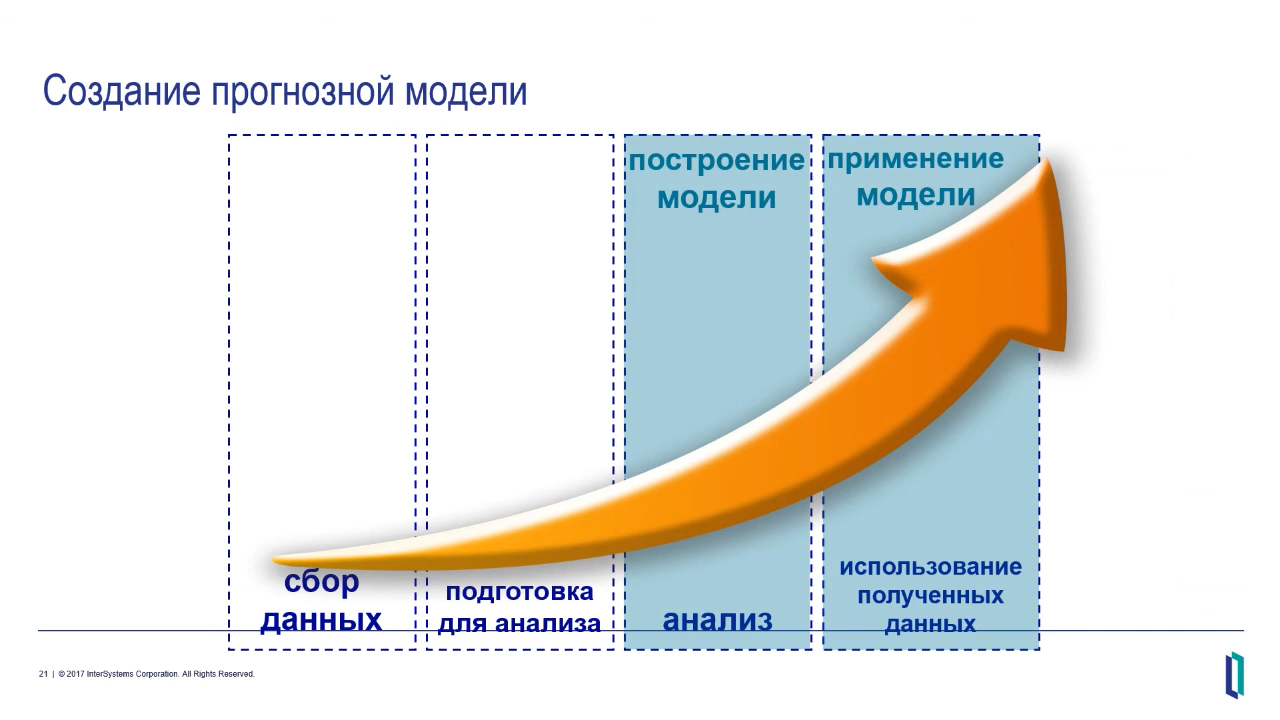 Создание прогнозной модели
построение
модели
применение
модели
сбор
данных
подготовка
для анализа
анализ
использование
полученных
данных
21 | © 2017 InterSystems Corporation. All Rights Reserved.